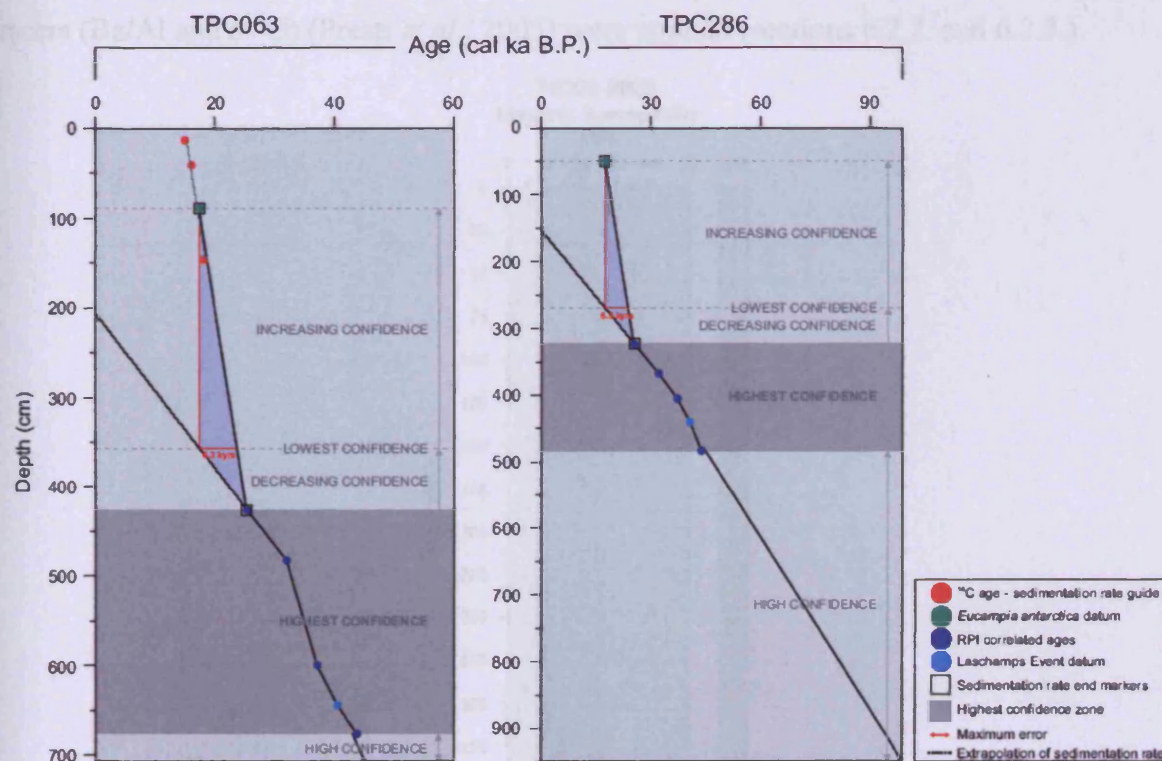 TPC063
TPC286
Age (cal ka B.P.)
0 20 40 60
0 30 60 90
Depth (cm)
0
100
200
300
400
500
600
700
INCREASING CONFIDENCE
LOWEST CONFIDENCE
DECREASING CONFIDENCE
HIGHEST CONFIDENCE
HIGH CONFIDENCE
0
100
200
300
400
500
600
700
800
900
INCREASING CONFIDENCE
LOWEST CONFIDENCE
DECREASING CONFIDENCE
HIGHEST CONFIDENCE
HIGH CONFIDENCE
¹⁴C age - sedimentation rate guide
Eucampia antarctica datum
RPI correlated ages
Laschamps Event datum
Sedimentation rate end markers
Highest confidence zone
Maximum error
Extrapolation of sedimentation rate